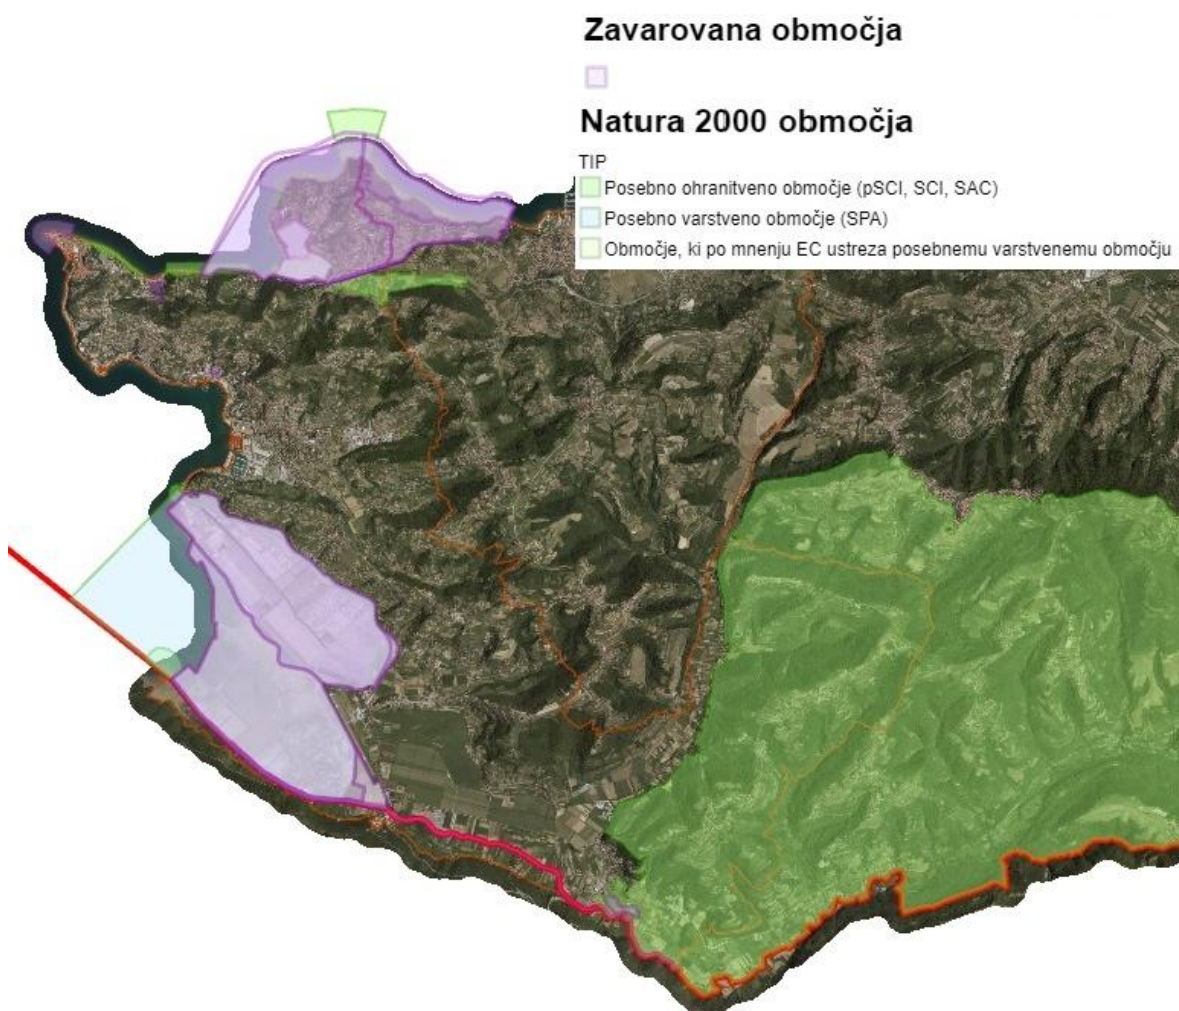 Zavarovana območja
Natura 2000 območja
TIP
Posebno ohranitveno območje (pSCI, SCI, SAC)
Posebno varstveno območje (SPA)
Območje, ki po mnenju EC ustreza posebnemu varstvenemu območju